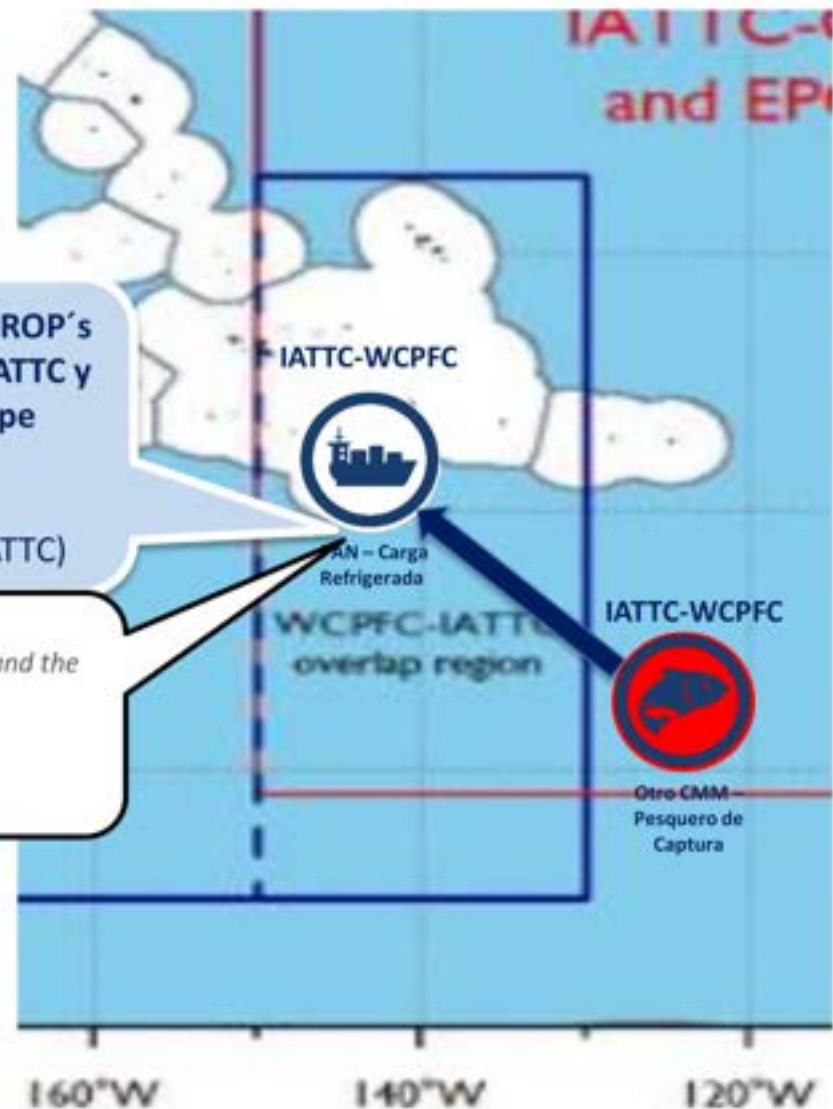 IATTC-
and EP
ROP´s
ATTC y
pe
IATTC-WCPFC
TTC)
AN – Carga
Refrigerada
and the
WCPFC-IATTC
overlap region
IATTC-WCPFC
Otro CMM –
Pesquero de
Captura
160°W
140°W
120°W